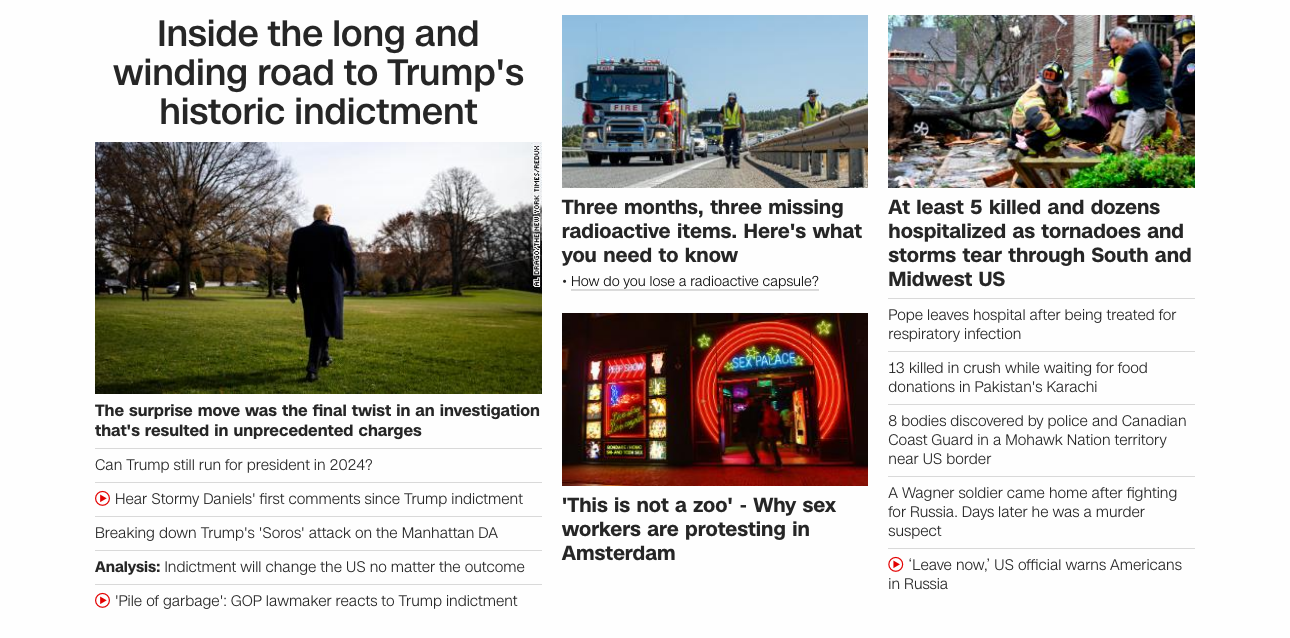 Inside the long and
winding road to Trump's
historic indictment
AL DRAGO/THE NEW YORK TIMES/REDUX
The surprise move was the final twist in an investigation
that's resulted in unprecedented charges
Can Trump still run for president in 2024?
Hear Stormy Daniels' first comments since Trump indictment
Breaking down Trump's 'Soros' attack on the Manhattan DA
Analysis: Indictment will change the US no matter the outcome
'Pile of garbage': GOP lawmaker reacts to Trump indictment
FIRE
Three months, three missing
radioactive items. Here's what
you need to know
• How do you lose a radioactive capsule?
PEEP SHOW
SEX PALACE
'This is not a zoo' - Why sex
workers are protesting in
Amsterdam
At least 5 killed and dozens
hospitalized as tornadoes and
storms tear through South and
Midwest US
Pope leaves hospital after being treated for
respiratory infection
13 killed in crush while waiting for food
donations in Pakistan's Karachi
8 bodies discovered by police and Canadian
Coast Guard in a Mohawk Nation territory
near US border
A Wagner soldier came home after fighting
for Russia. Days later he was a murder
suspect
‘Leave now,’ US official warns Americans
in Russia